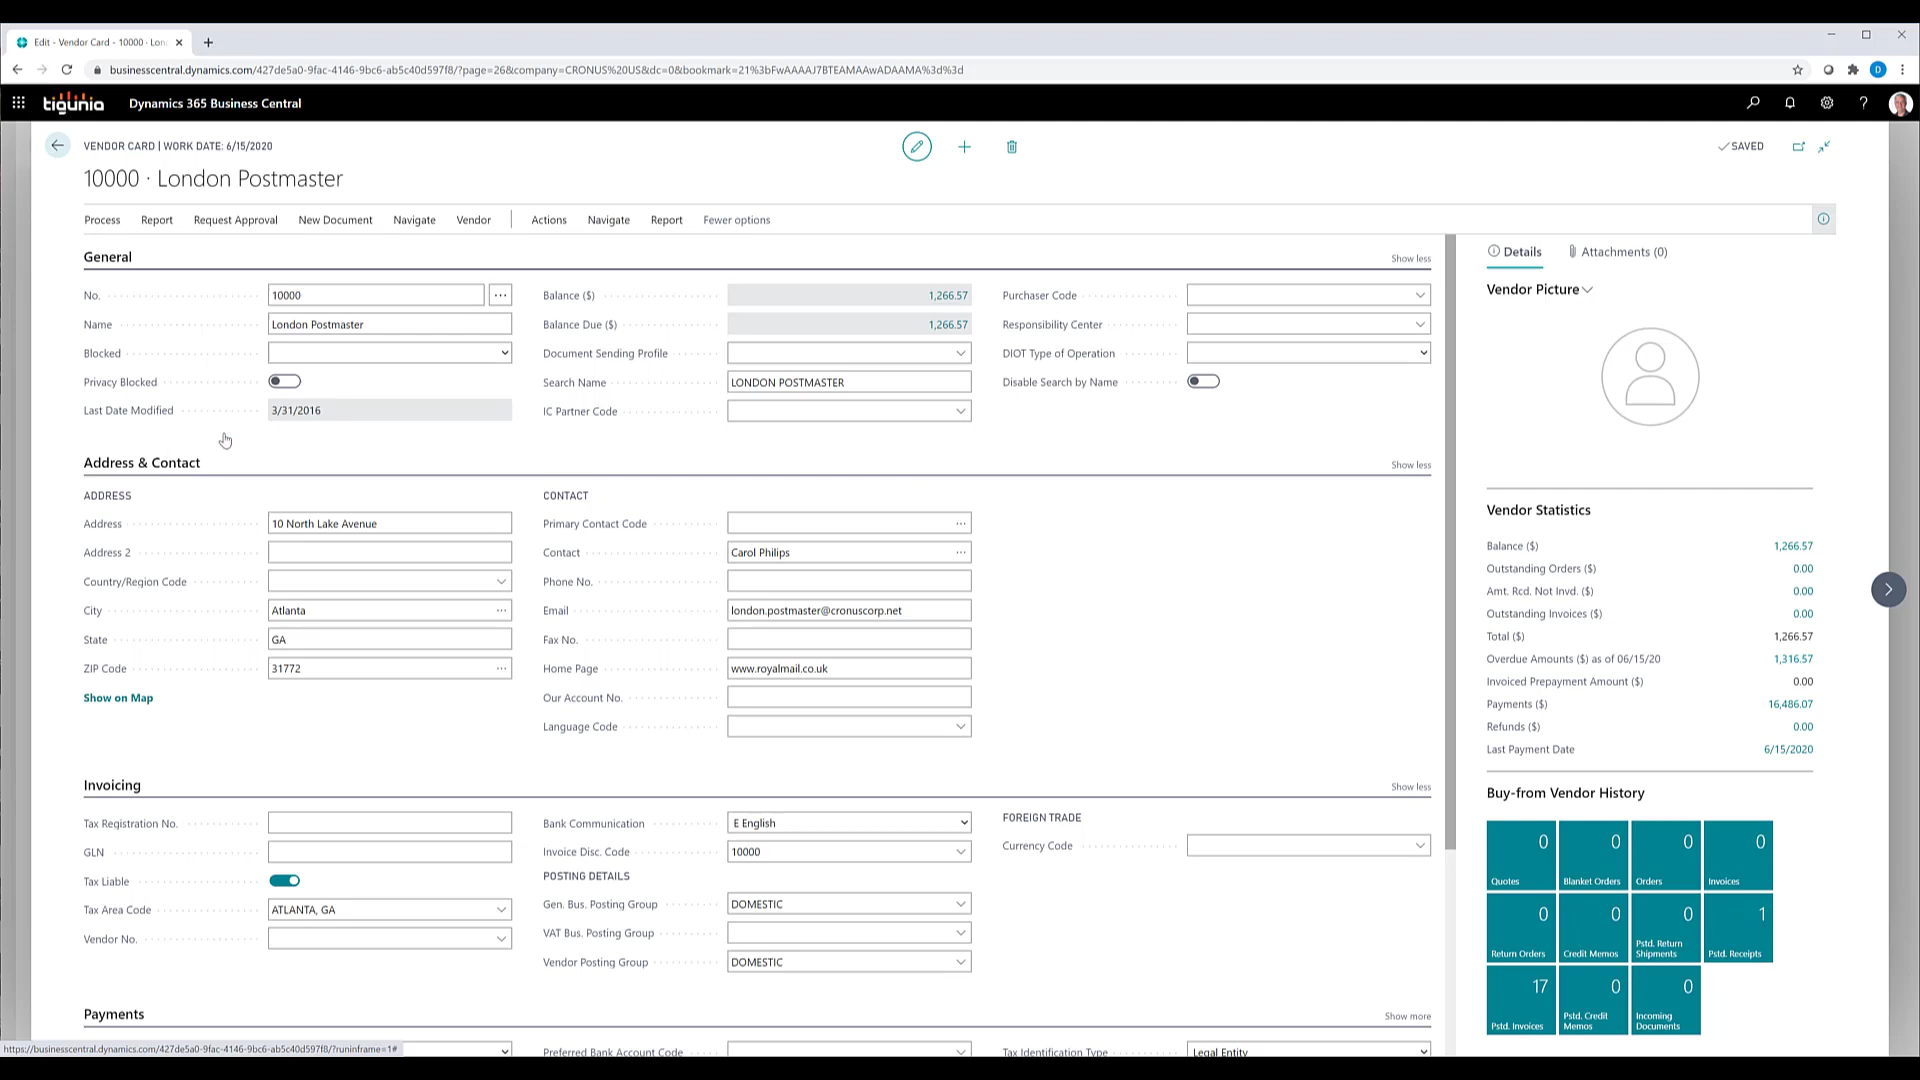 Edit - Vendor Card - 10000 · Lon
businesscentral.dynamics.com/427de5a0-9fac-4146-9bc6-ab5c40d597f8/?page=26&company=CRONUS%20US&dc=0&bookmark=21%3bFwAAAAJ7BTEAMAAwADAAMA%3d%3d
D
tigunia Dynamics 365 Business Central
VENDOR CARD | WORK DATE: 6/15/2020
SAVED
10000 · London Postmaster
Process Report Request Approval New Document Navigate Vendor Actions Navigate Report Fewer options
General
Show less
No. 10000
Name London Postmaster
Blocked
Privacy Blocked
Last Date Modified 3/31/2016
Balance ($) 1,266.57
Balance Due ($) 1,266.57
Document Sending Profile
Search Name LONDON POSTMASTER
IC Partner Code
Purchaser Code
Responsibility Center
DIOT Type of Operation
Disable Search by Name
Address & Contact
Show less
ADDRESS
Address 10 North Lake Avenue
Address 2
Country/Region Code
City Atlanta
State GA
ZIP Code 31772
Show on Map
CONTACT
Primary Contact Code
Contact Carol Philips
Phone No.
Email london.postmaster@cronuscorp.net
Fax No.
Home Page www.royalmail.co.uk
Our Account No.
Language Code
Invoicing
Show less
Tax Registration No.
GLN
Tax Liable
Tax Area Code ATLANTA, GA
Vendor No.
Bank Communication E English
Invoice Disc. Code 10000
POSTING DETAILS
Gen. Bus. Posting Group DOMESTIC
VAT Bus. Posting Group
Vendor Posting Group DOMESTIC
FOREIGN TRADE
Currency Code
Payments
Show more
Preferred Bank Account Code
Tax Identification Type Legal Entity
https://businesscentral.dynamics.com/427de5a0-9fac-4146-9bc6-ab5c40d597f8/?runinframe=1#
Details Attachments (0)
Vendor Picture
Vendor Statistics
Balance ($) 1,266.57
Outstanding Orders ($) 0.00
Amt. Rcd. Not Invd. ($) 0.00
Outstanding Invoices ($) 0.00
Total ($) 1,266.57
Overdue Amounts ($) as of 06/15/20 1,316.57
Invoiced Prepayment Amount ($) 0.00
Payments ($) 16,486.07
Refunds ($) 0.00
Last Payment Date 6/15/2020
Buy-from Vendor History
0 Quotes
0 Blanket Orders
0 Orders
0 Invoices
0 Return Orders
0 Credit Memos
0 Pstd. Return Shipments
1 Pstd. Receipts
17 Pstd. Invoices
0 Pstd. Credit Memos
0 Incoming Documents